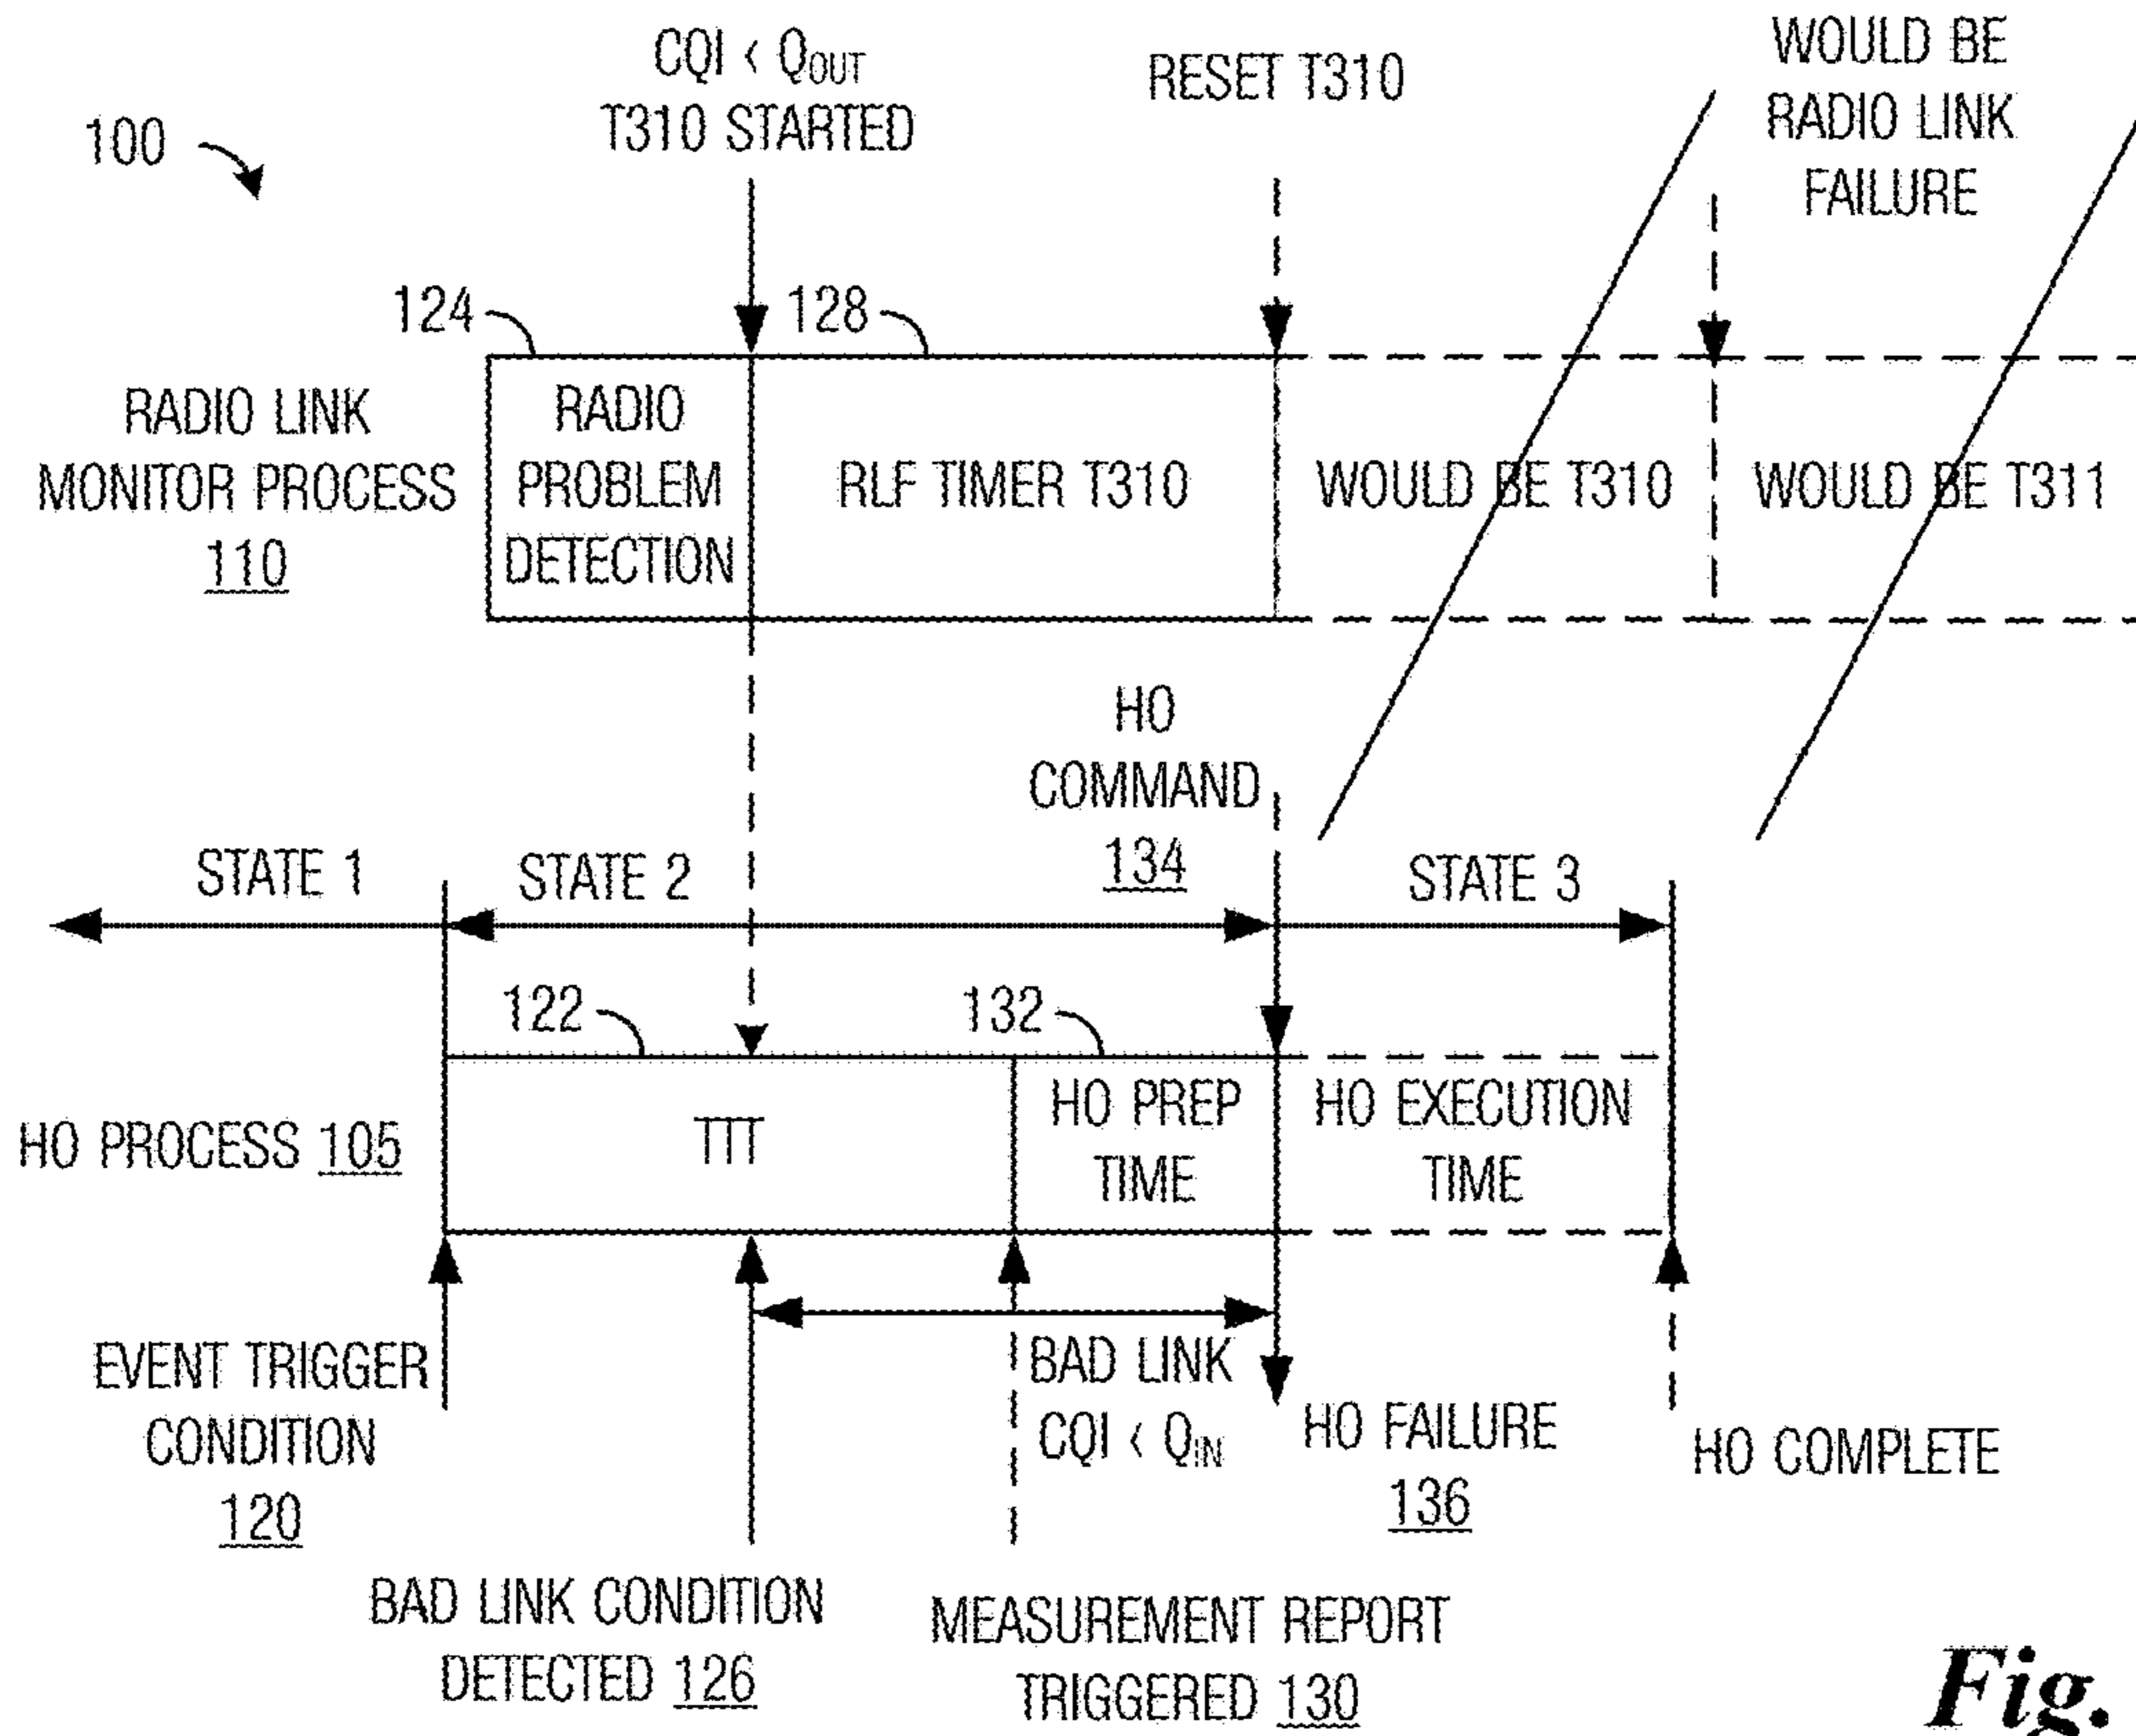 CQI < QOUT
T310 STARTED
RESET T310
WOULD BE
RADIO LINK
FAILURE
100
124
128
RADIO LINK
MONITOR PROCESS
110
RADIO
PROBLEM
DETECTION
RLF TIMER T310
WOULD BE T310
WOULD BE T311
HO
COMMAND
134
STATE 1
STATE 2
STATE 3
122
132
HO PROCESS 105
TTT
HO PREP
TIME
HO EXECUTION
TIME
EVENT TRIGGER
CONDITION
120
BAD LINK
CQI < QIN
HO FAILURE
136
HO COMPLETE
BAD LINK CONDITION
DETECTED 126
MEASUREMENT REPORT
TRIGGERED 130
Fig.